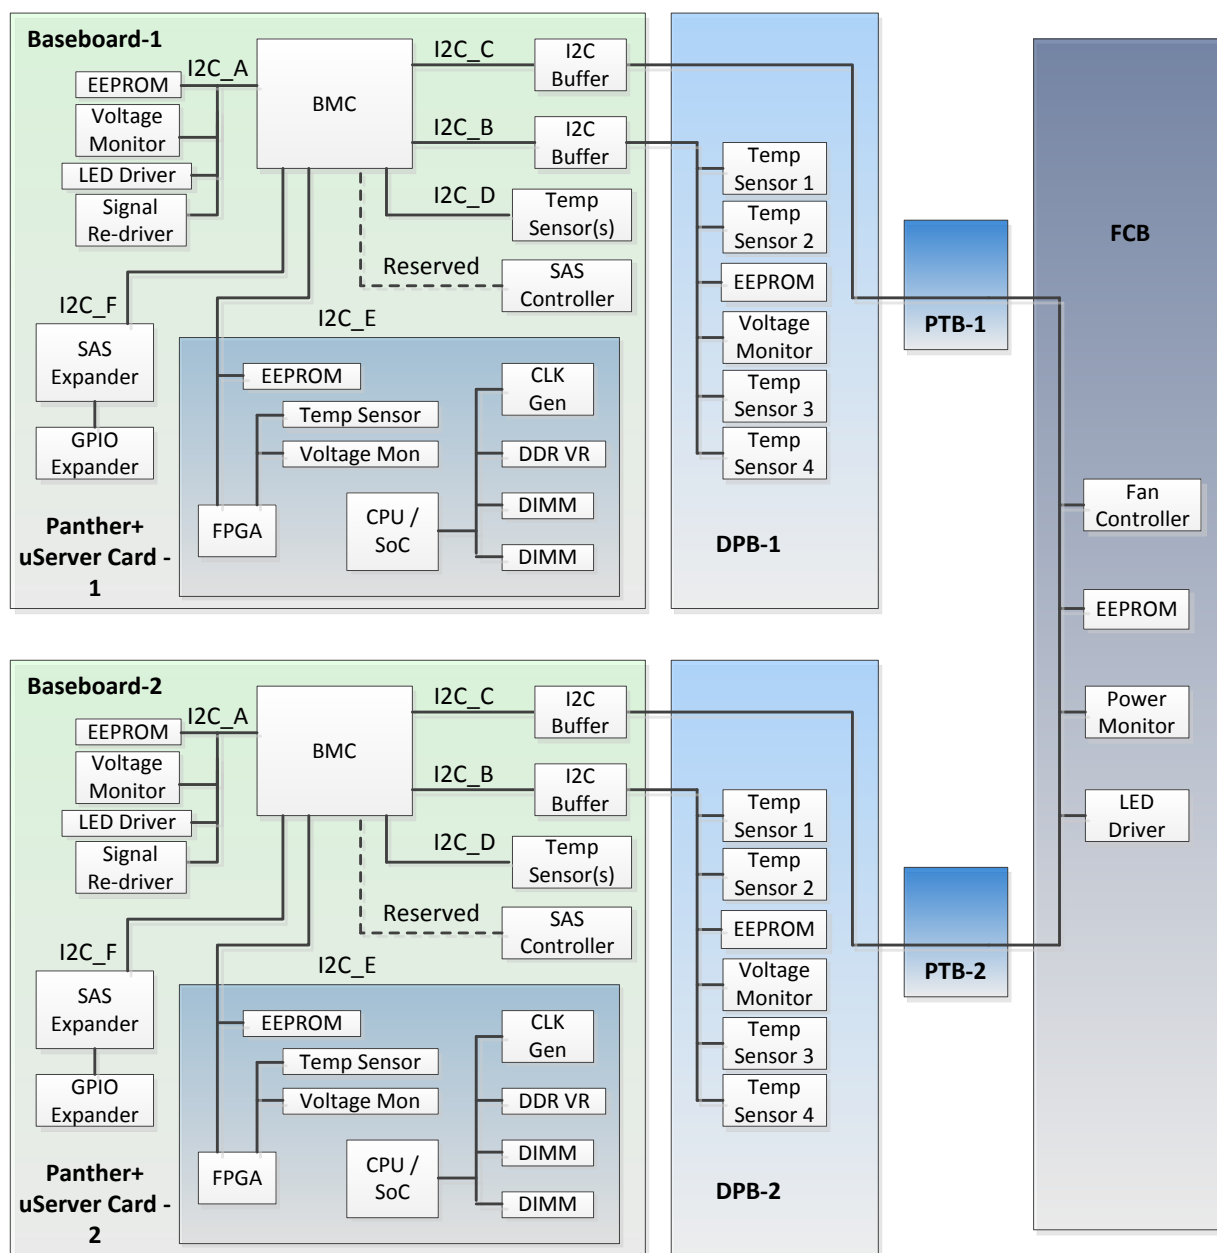 Baseboard-1
I2C_A
EEPROM
Voltage
Monitor
LED Driver
Signal
Re-driver
BMC
I2C_C
I2C
Buffer
I2C_B
I2C
Buffer
I2C_D
Temp
Sensor(s)
Reserved
SAS
Controller
I2C_F
SAS
Expander
GPIO
Expander
I2C_E
EEPROM
Temp Sensor
Voltage Mon
FPGA
CPU /
SoC
CLK
Gen
DDR VR
DIMM
DIMM
Panther+
uServer Card -
1
Temp
Sensor 1
Temp
Sensor 2
EEPROM
Voltage
Monitor
Temp
Sensor 3
Temp
Sensor 4
DPB-1
PTB-1
FCB
Fan
Controller
EEPROM
Power
Monitor
LED
Driver
Baseboard-2
I2C_A
EEPROM
Voltage
Monitor
LED Driver
Signal
Re-driver
BMC
I2C_C
I2C
Buffer
I2C_B
I2C
Buffer
I2C_D
Temp
Sensor(s)
Reserved
SAS
Controller
I2C_F
SAS
Expander
GPIO
Expander
I2C_E
EEPROM
Temp Sensor
Voltage Mon
FPGA
CPU /
SoC
CLK
Gen
DDR VR
DIMM
DIMM
Panther+
uServer Card -
2
Temp
Sensor 1
Temp
Sensor 2
EEPROM
Voltage
Monitor
Temp
Sensor 3
Temp
Sensor 4
DPB-2
PTB-2